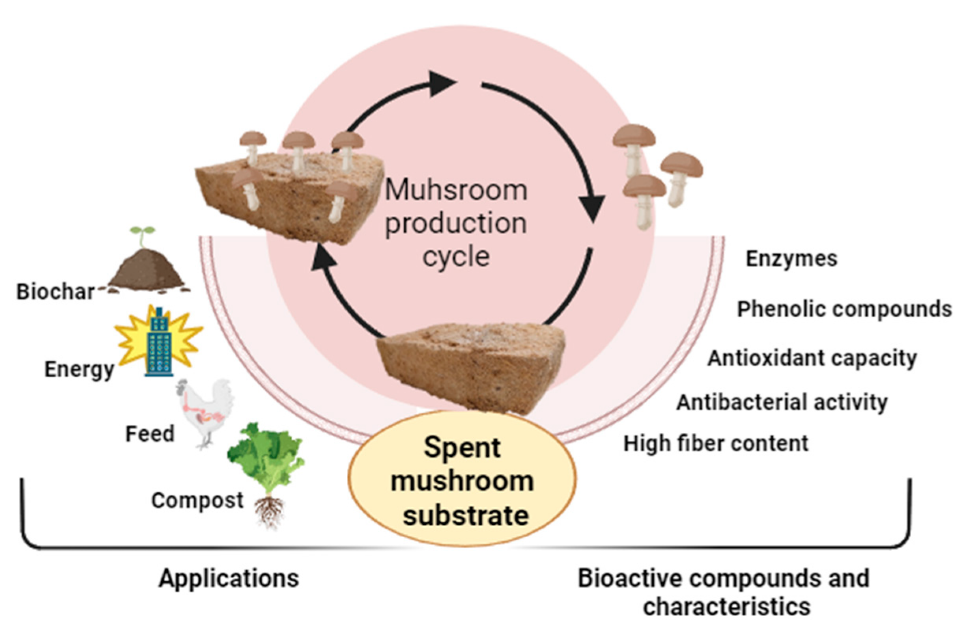 Muhsroom
production
cycle
Biochar
Energy
Feed
Compost
Enzymes
Phenolic compounds
Antioxidant capacity
Antibacterial activity
High fiber content
Spent
mushroom
substrate
Applications
Bioactive compounds and
characteristics